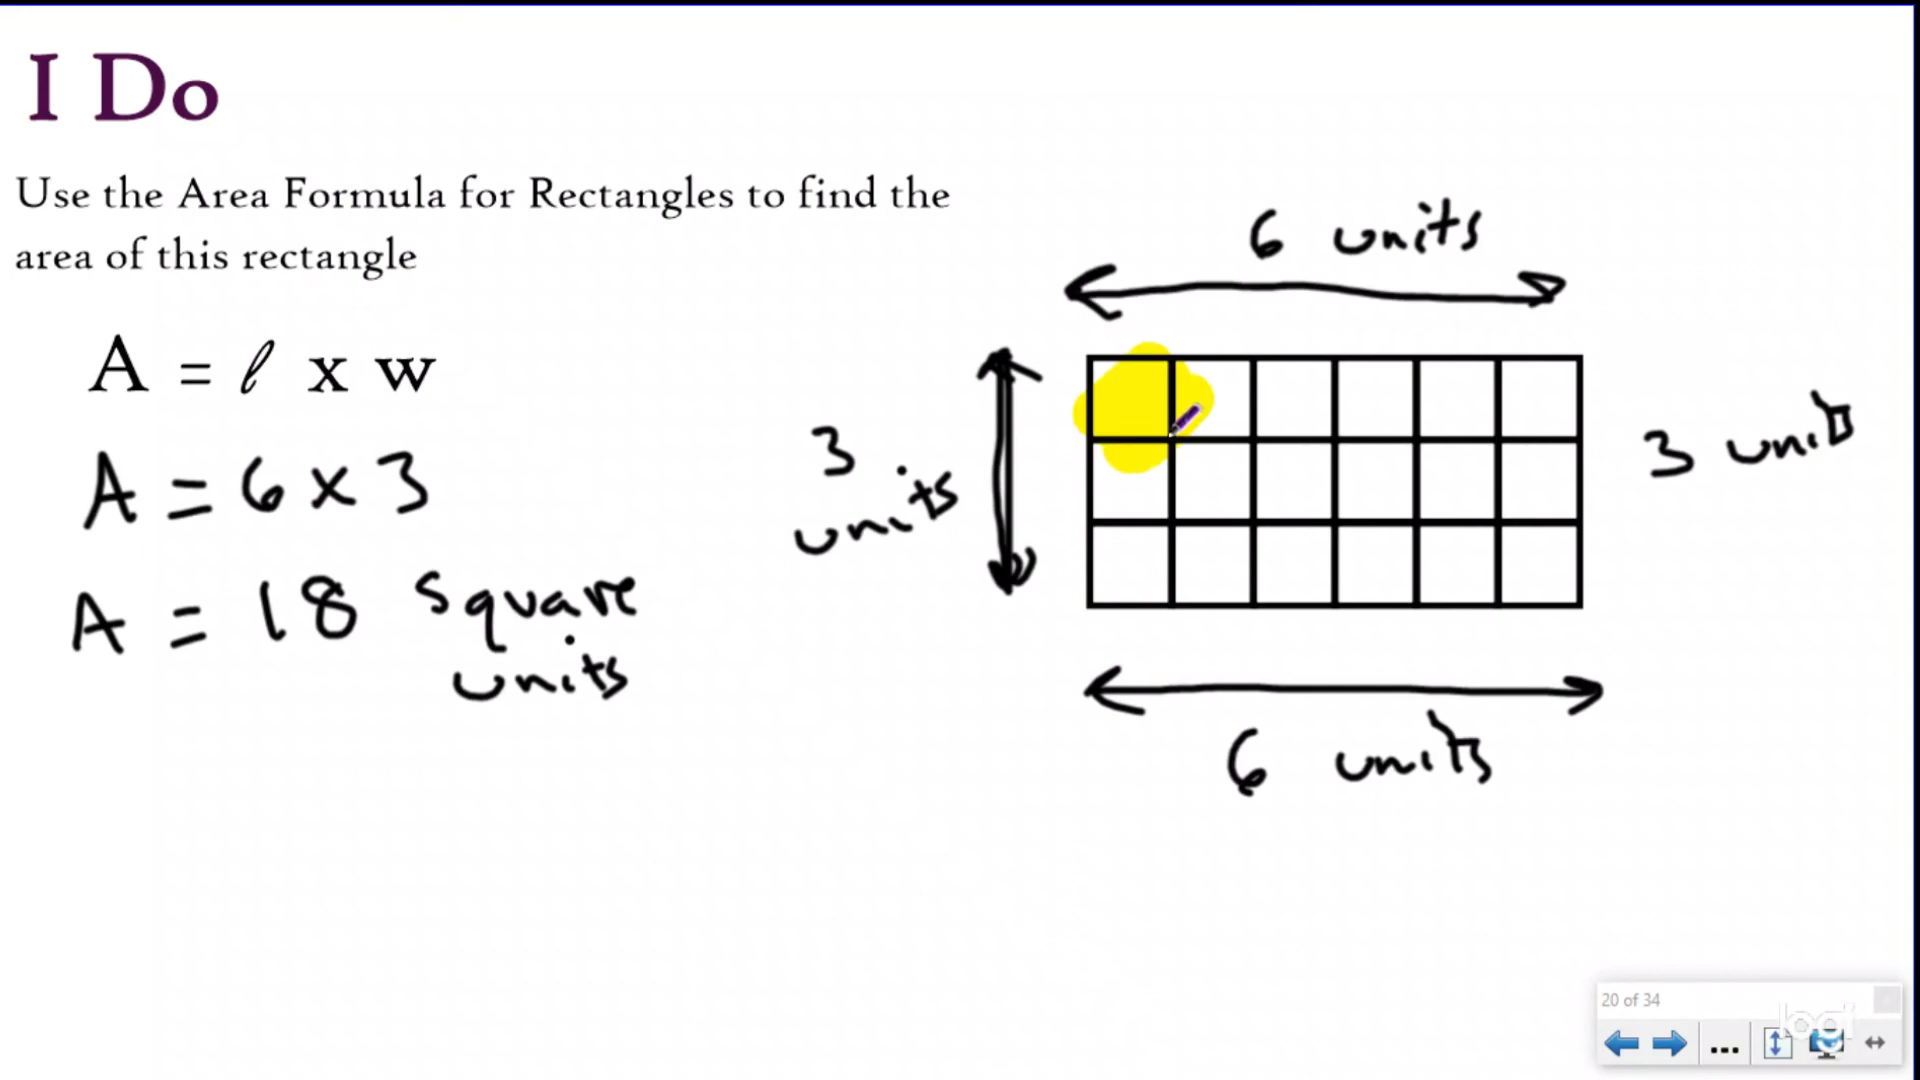 I Do
Use the Area Formula for Rectangles to find the
area of this rectangle
A = ℓ x w
A = 6 x 3
A = 18 square
units
6 units
3
units
3 units
6 units
20 of 34
logi